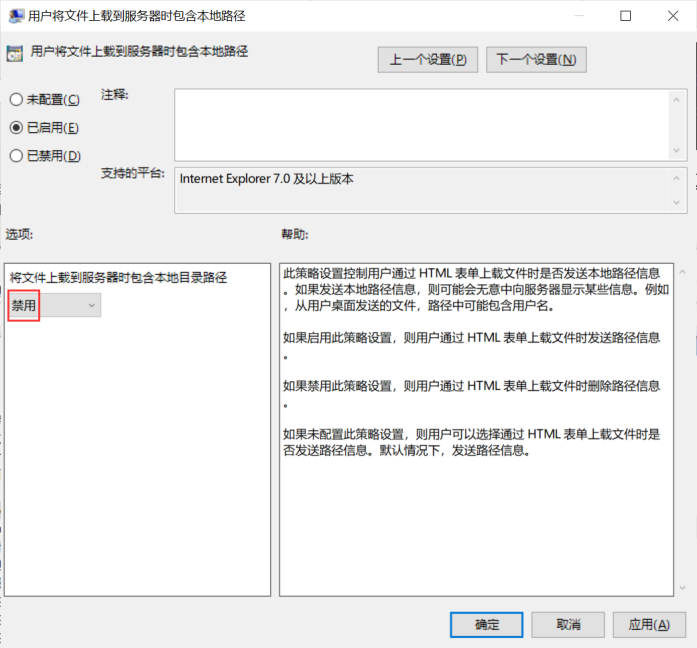 用户将文件上载到服务器时包含本地路径
用户将文件上载到服务器时包含本地路径
上一个设置(P)
下一个设置(N)
未配置(C)
注释:
已启用(E)
已禁用(D)
支持的平台:
Internet Explorer 7.0 及以上版本
选项:
帮助:
将文件上载到服务器时包含本地目录路径
禁用
此策略设置控制用户通过 HTML 表单上载文件时是否发送本地路径信息
。如果发送本地路径信息，则可能会无意中向服务器显示某些信息。例如
，从用户桌面发送的文件，路径中可能包含用户名。
如果启用此策略设置，则用户通过 HTML 表单上载文件时发送路径信息
。
如果禁用此策略设置，则用户通过 HTML 表单上载文件时删除路径信息
。
如果未配置此策略设置，则用户可以选择通过 HTML 表单上载文件时是
否发送路径信息。默认情况下，发送路径信息。
确定
取消
应用(A)